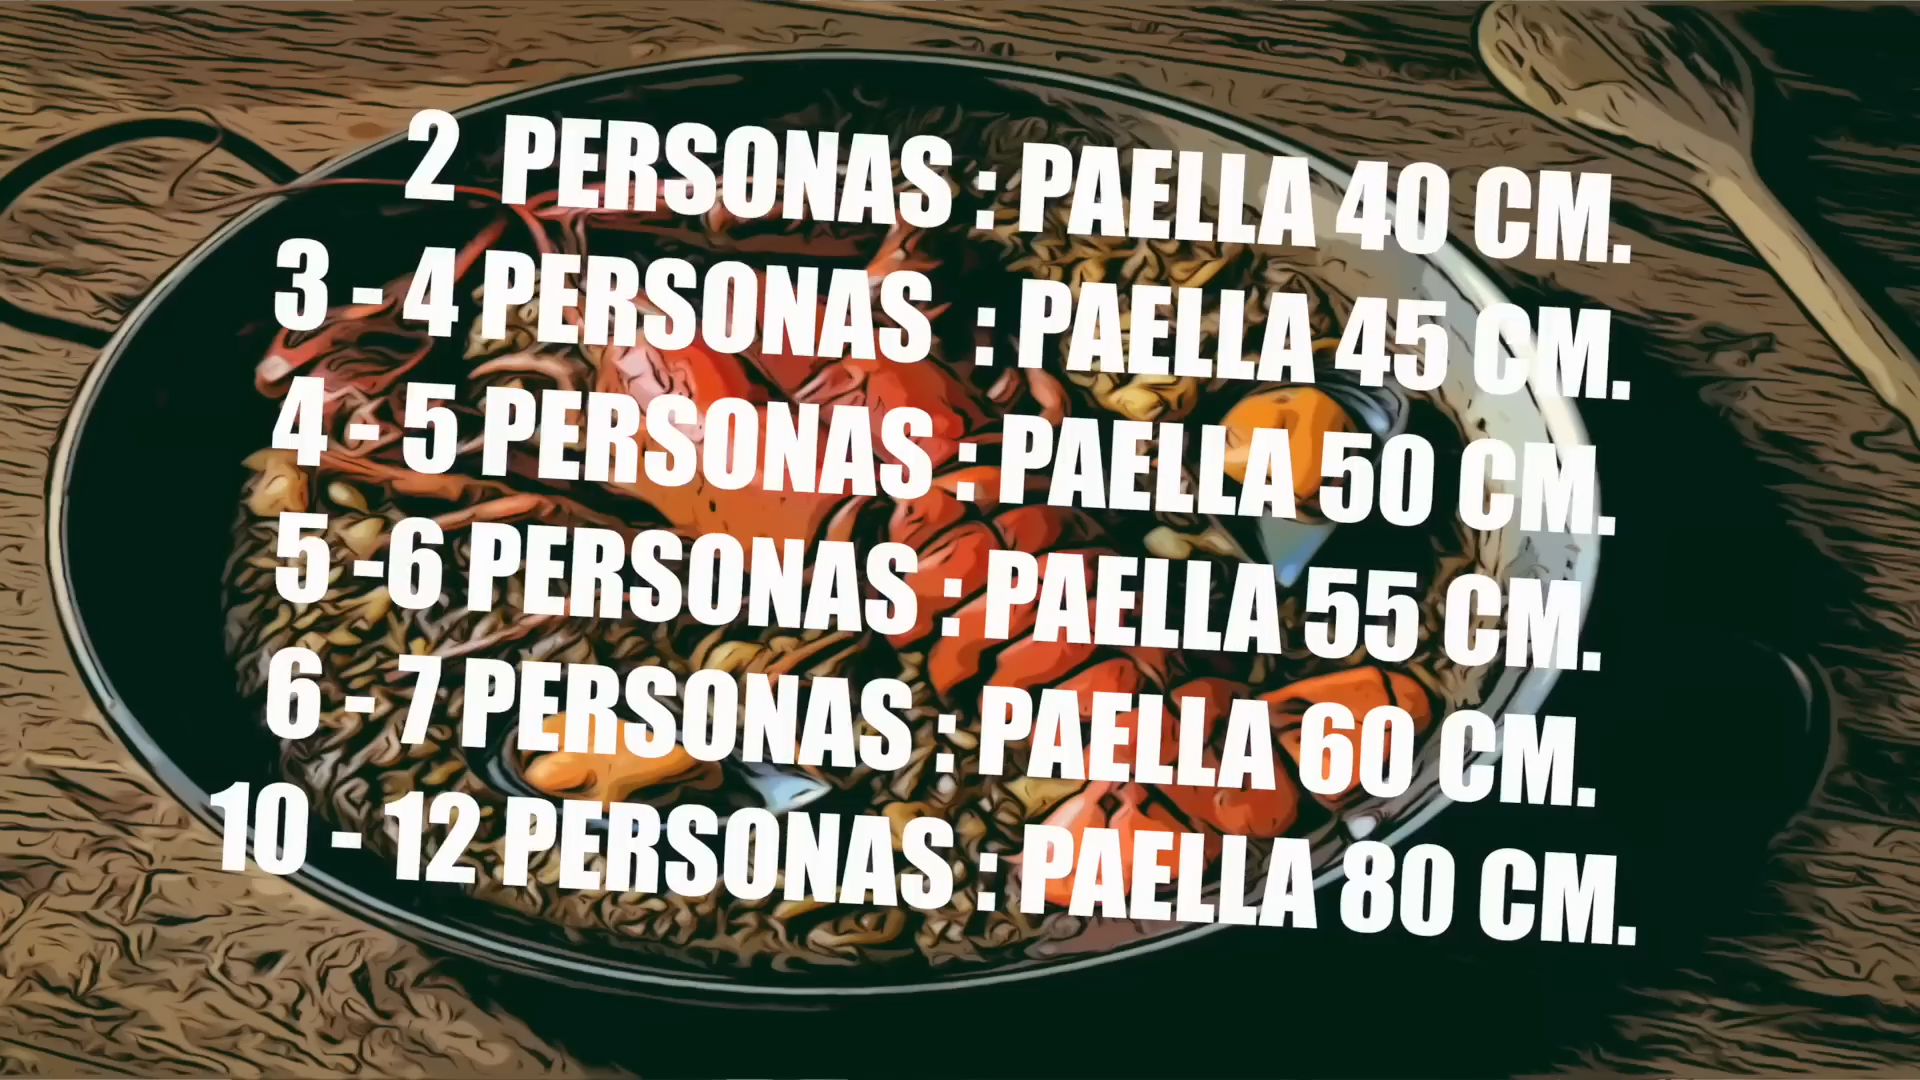 2 PERSONAS : PAELLA 40 CM.
3 - 4 PERSONAS : PAELLA 45 CM.
4 - 5 PERSONAS : PAELLA 50 CM.
5 -6 PERSONAS : PAELLA 55 CM.
6 - 7 PERSONAS : PAELLA 60 CM.
10 - 12 PERSONAS : PAELLA 80 CM.